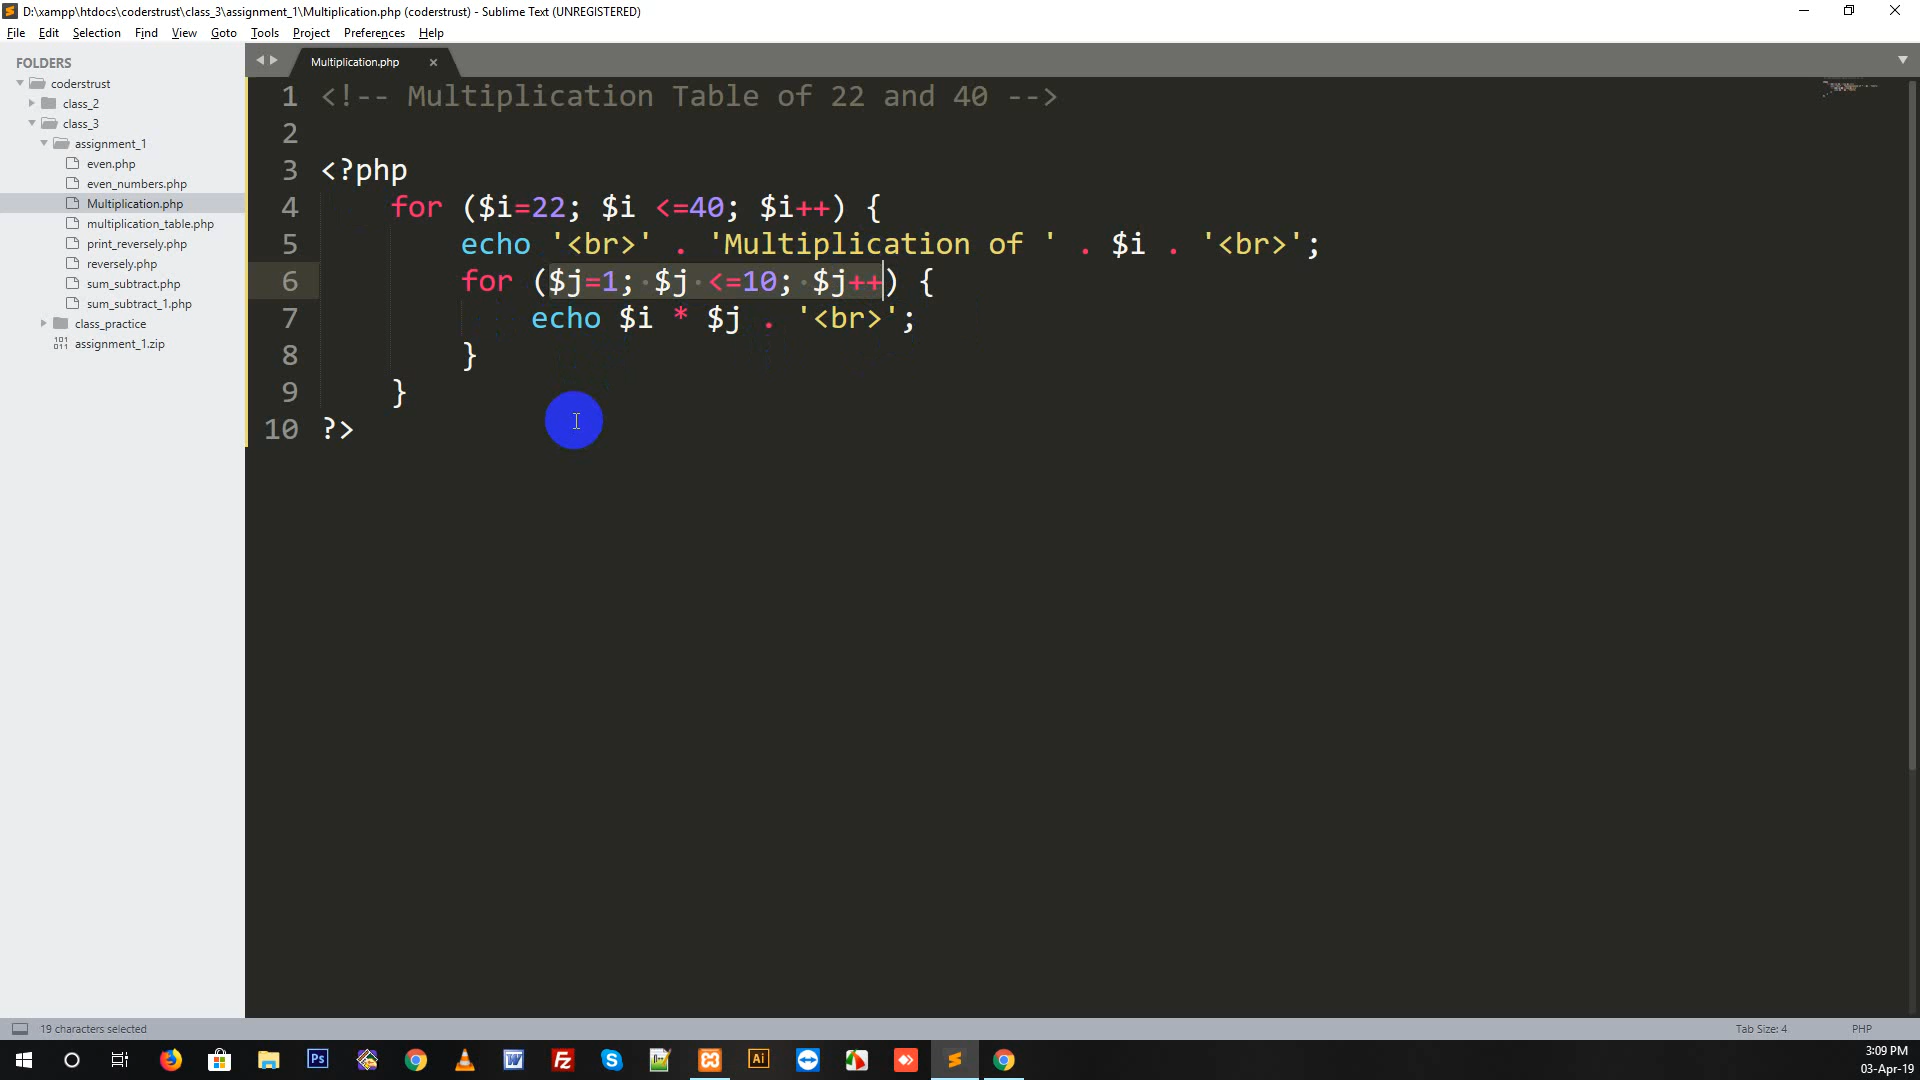 D:\xampp\htdocs\coderstrust\class_3\assignment_1\Multiplication.php (coderstrust) - Sublime Text (UNREGISTERED)
File Edit Selection Find View Goto Tools Project Preferences Help
FOLDERS
coderstrust
class_2
class_3
assignment_1
even.php
even_numbers.php
Multiplication.php
multiplication_table.php
print_reversely.php
reversely.php
sum_subtract.php
sum_subtract_1.php
class_practice
assignment_1.zip
Multiplication.php
1 <!-- Multiplication Table of 22 and 40 -->
2
3 <?php
4 for ($i=22; $i <=40; $i++) {
5 echo '<br>' . 'Multiplication of ' . $i . '<br>';
6 for ($j=1; $j <=10; $j++) {
7 echo $i * $j . '<br>';
8 }
9 }
10 ?>
19 characters selected
Tab Size: 4
PHP
3:09 PM
03-Apr-19